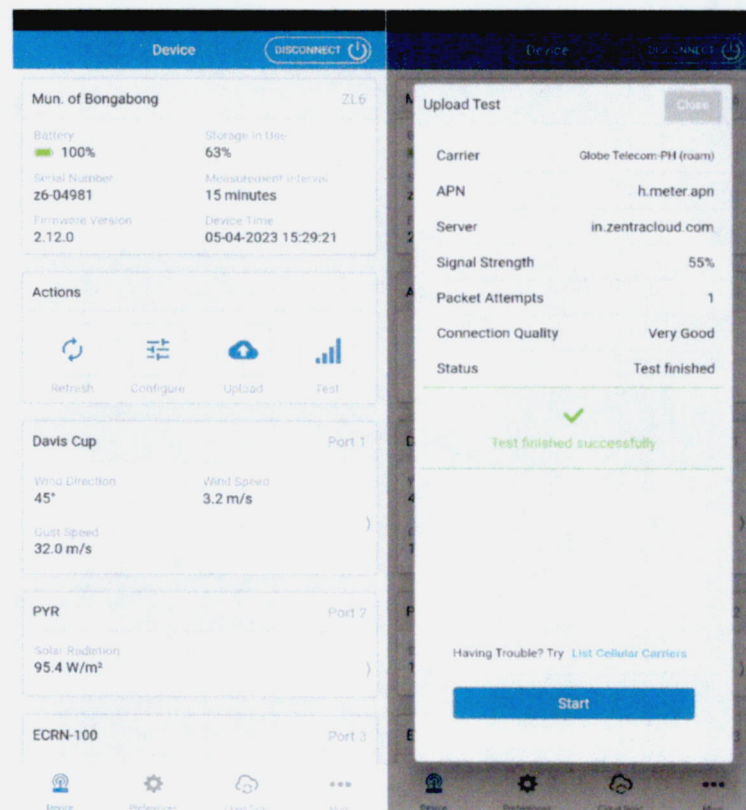 Device
DISCONNECT
Mun. of Bongabong
ZL6
Battery
Storage in Use
100%
63%
Serial Number
Measurement Interval
z6-04981
15 minutes
Firmware Version
Device Time
2.12.0
05-04-2023 15:29:21
Actions
Refresh
Configure
Upload
Test
Davis Cup
Port 1
Wind Direction
Wind Speed
45°
3.2 m/s
Gust Speed
32.0 m/s
PYR
Port 2
Solar Radiation
95.4 W/m²
ECRN-100
Port 3
Device
Preferences
Device
DISCONNECT
Upload Test
Close
Carrier
Globe Telecom-PH (roam)
APN
h.meter.apn
Server
in.zentracloud.com
Signal Strength
55%
Packet Attempts
1
Connection Quality
Very Good
Status
Test finished
Test finished successfully
Having Trouble? Try List Cellular Carriers
Start
Device
Preferences